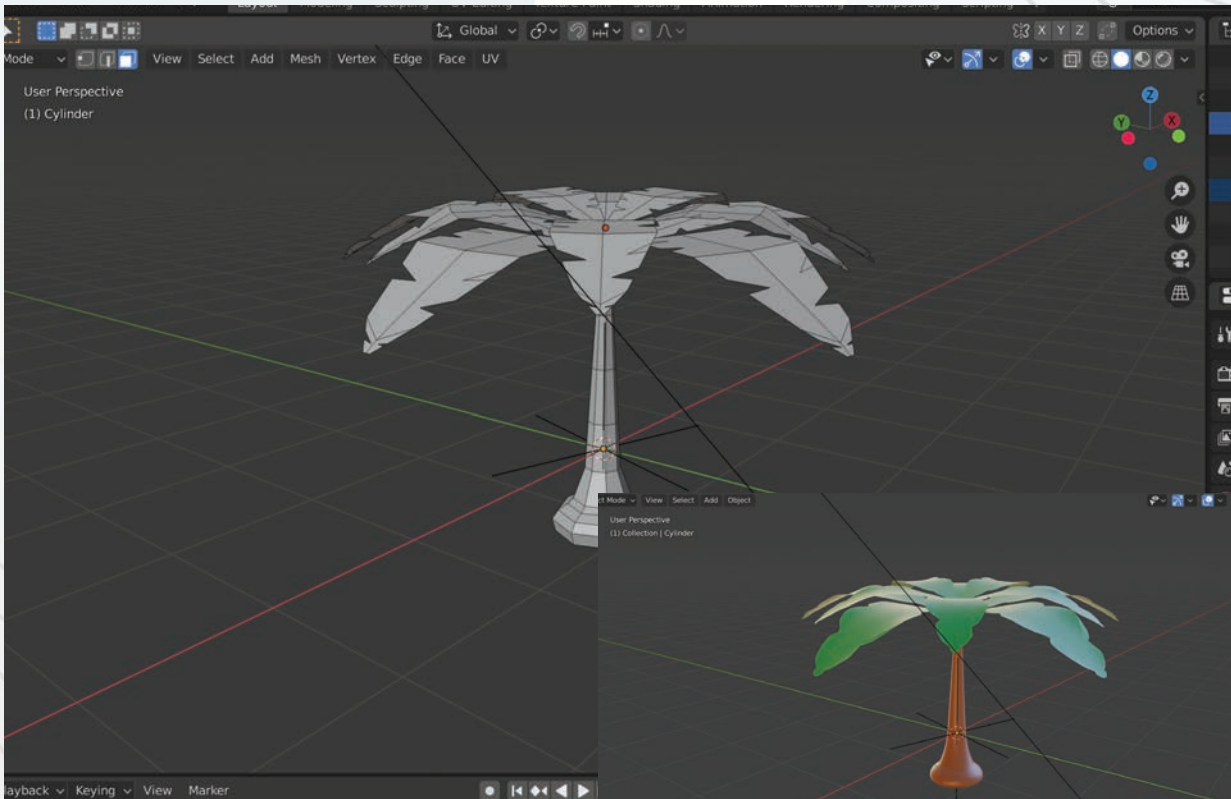 Global
X Y Z
Options
Mode
View Select Add Mesh Vertex Edge Face UV
User Perspective
(1) Cylinder
Z
Y
X
Mode View Select Add Object
User Perspective
(1) Collection | Cylinder
Keying View Marker